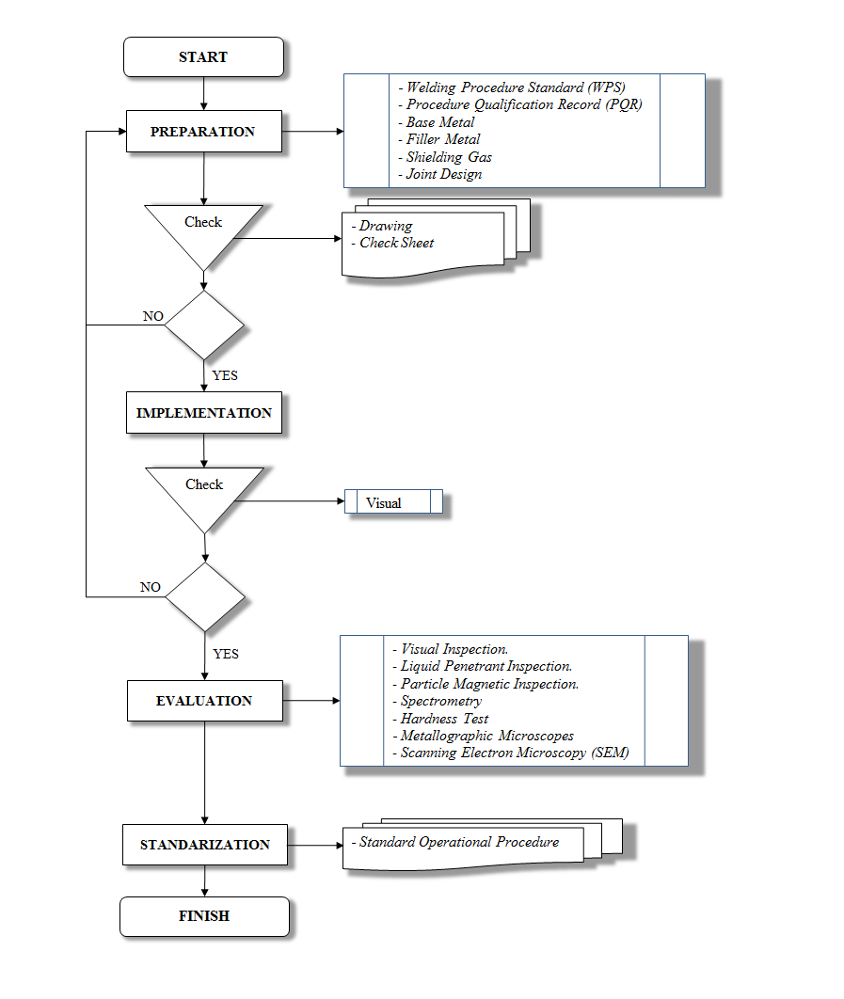 START
PREPARATION
- Welding Procedure Standard (WPS)
- Procedure Qualification Record (PQR)
- Base Metal
- Filler Metal
- Shielding Gas
- Joint Design
Check
- Drawing
- Check Sheet
NO
YES
IMPLEMENTATION
Check
Visual
NO
YES
EVALUATION
- Visual Inspection.
- Liquid Penetrant Inspection.
- Particle Magnetic Inspection.
- Spectrometry
- Hardness Test
- Metallographic Microscopes
- Scanning Electron Microscopy (SEM)
STANDARIZATION
- Standard Operational Procedure
FINISH